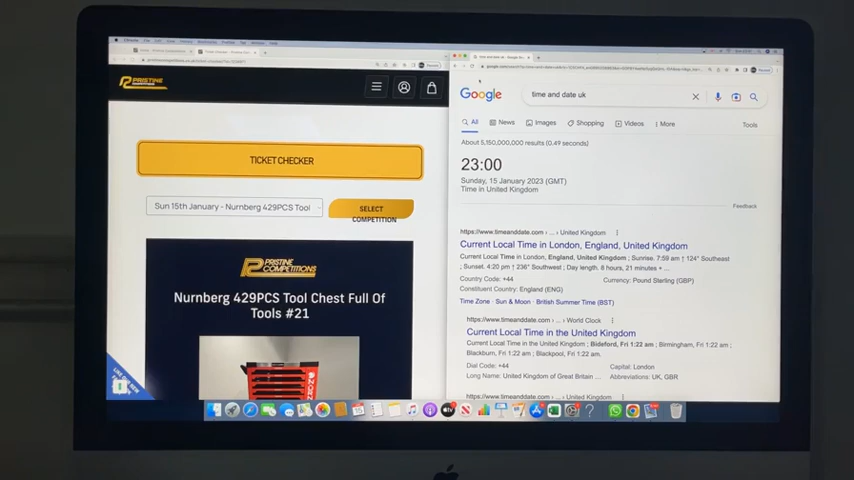 PRISTINE
COMPETITIONS
TICKET CHECKER
Sun 15th January - Nurnberg 429PCS Tool
SELECT
COMPETITION
PRISTINE
COMPETITIONS
Nurnberg 429PCS Tool Chest Full Of
Tools #21
LIKE OUR NEW
Google
time and date uk
All
News
Images
Shopping
Videos
More
Tools
About 5,150,000,000 results (0.49 seconds)
23:00
Sunday, 15 January 2023 (GMT)
Time in United Kingdom
Feedback
https://www.timeanddate.com › ... › United Kingdom
Current Local Time in London, England, United Kingdom
Current Local Time in London, England, United Kingdom ; Sunrise. 7:59 am ↑ 124° Southeast
; Sunset. 4:20 pm ↑ 236° Southwest ; Day length. 8 hours, 21 minutes + ...
Country Code: +44 Currency: Pound Sterling (GBP)
Constituent Country: England (ENG)
Time Zone · Sun & Moon · British Summer Time (BST)
https://www.timeanddate.com › ... › World Clock
Current Local Time in the United Kingdom
Current Local Time in the United Kingdom ; Bideford, Fri 1:22 am ; Birmingham, Fri 1:22 am ;
Blackburn, Fri 1:22 am ; Blackpool, Fri 1:22 am.
Dial Code: +44 Capital: London
Long Name: United Kingdom of Great Britain ... Abbreviations: UK, GBR
https://www.timeanddate.com › ... › United Kingdom